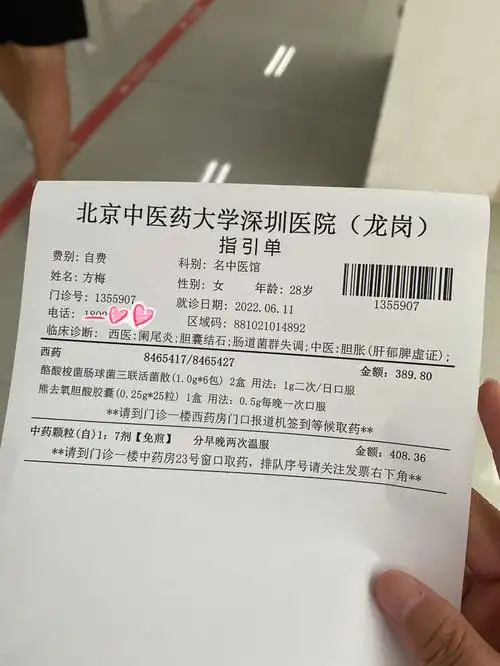 北京中医药大学深圳医院（龙岗）
指引单
费别：自费 科别：名中医馆
姓名：方梅 性别：女 年龄：28岁
门诊号：1355907 就诊日期：2022.06.11 1355907
电话： 区域码：881021014892
临床诊断：西医：阑尾炎;胆囊结石;肠道菌群失调;中医:胆胀(肝郁脾虚证);
西药 8465417/8465427 金额：389.80
酪酸梭菌肠球菌三联活菌散(1.0g*6包) 2盒 用法：1g二次/日口服
熊去氧胆酸胶囊(0.25g*25粒) 1盒 用法：0.5g每晚一次口服
**请到门诊一楼西药房门口报道机签到等候取药**
中药颗粒(自)1：7剂【免煎】 分早晚两次温服 金额：408.36
**请到门诊一楼中药房23号窗口取药，排队序号请关注发票右下角**